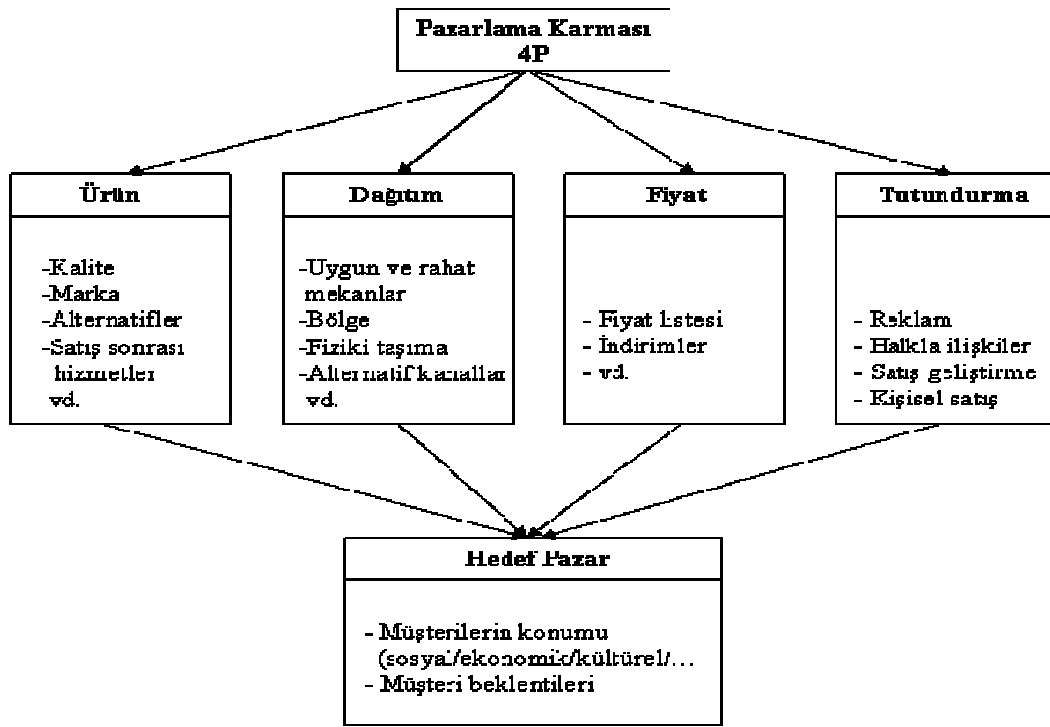 Pazarlama Karması
4P
Ürün
-Kalite
-Marka
-Alternatifler
-Satış sonrası
hizmetler
vd.
Dağıtım
-Uygun ve rahat
mekanlar
-Bölge
-Fiziki taşıma
-Alternatif kanallar
vd.
Fiyat
- Fiyat listesi
- İndirimler
- vd.
Tutundurma
- Reklam
- Halkla ilişkiler
- Satış geliştirme
- Kişisel satış
Hedef Pazar
- Müşterilerin konumu
(sosyal/ekonomik/kültürel/…
- Müşteri beklentileri